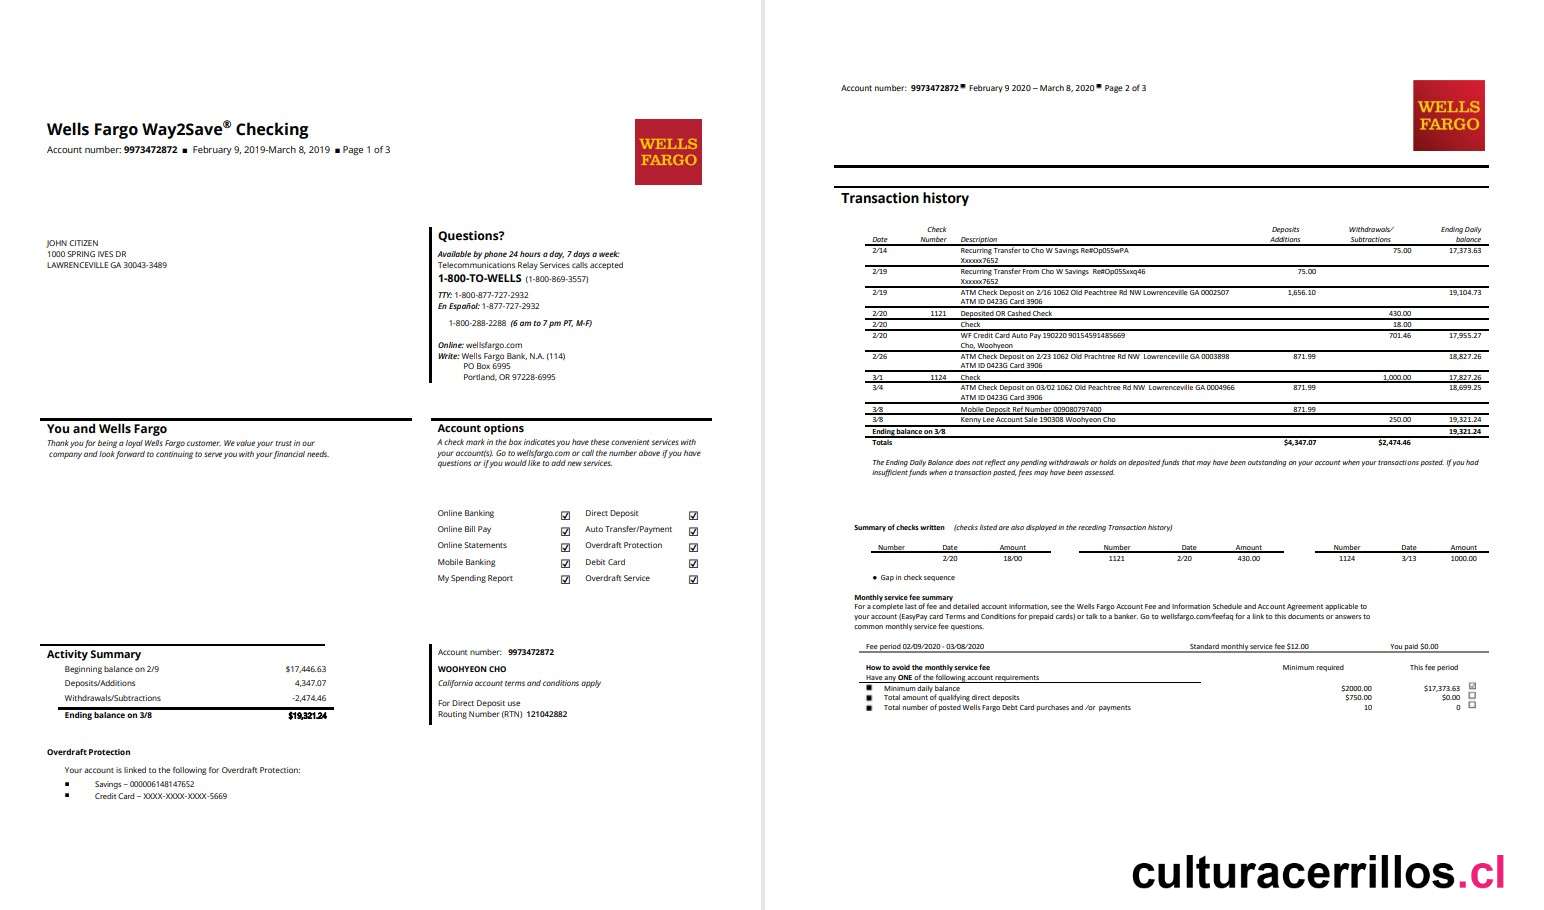 Wells Fargo Way2Save® Checking
Account number: 9973472872 ■ February 9, 2019-March 8, 2019 ■ Page 1 of 3
WELLS
FARGO
JOHN CITIZEN
1000 SPRING IVES DR
LAWRENCEVILLE GA 30043-3489
Questions?
Available by phone 24 hours a day, 7 days a week:
Telecommunications Relay Services calls accepted
1-800-TO-WELLS (1-800-869-3557)
TTY: 1-800-877-727-2932
En Español: 1-877-727-2932
1-800-288-2288 (6 am to 7 pm PT, M-F)
Online: wellsfargo.com
Write: Wells Fargo Bank, N.A. (114)
PO Box 6995
Portland, OR 97228-6995
You and Wells Fargo
Thank you for being a loyal Wells Fargo customer. We value your trust in our
company and look forward to continuing to serve you with your financial needs.
Account options
A check mark in the box indicates you have these convenient services with
your account(s). Go to wellsfargo.com or call the number above if you have
questions or if you would like to add new services.
Online Banking ☑ Direct Deposit ☑
Online Bill Pay ☑ Auto Transfer/Payment ☑
Online Statements ☑ Overdraft Protection ☑
Mobile Banking ☑ Debit Card ☑
My Spending Report ☑ Overdraft Service ☑
Activity Summary
Beginning balance on 2/9 $17,446.63
Deposits/Additions 4,347.07
Withdrawals/Subtractions -2,474.46
Ending balance on 3/8 $19,321.24
Account number: 9973472872
WOOHYEON CHO
California account terms and conditions apply
For Direct Deposit use
Routing Number (RTN) 121042882
Overdraft Protection
Your account is linked to the following for Overdraft Protection:
■ Savings – 000006148147652
■ Credit Card – XXXX-XXXX-XXXX-5669
Account number: 9973472872 ■ February 9 2020 – March 8, 2020 ■ Page 2 of 3
WELLS
FARGO
Transaction history
Check Deposits Withdrawals/ Ending Daily
Date Number Description Additions Subtractions balance
2/14 Recurring Transfer to Cho W Savings Re#Op05SwPA 75.00 17,373.63
Xxxxxx7652
2/19 Recurring Transfer From Cho W Savings Re#Op05Sxxq46 75.00
Xxxxxx7652
2/19 ATM Check Deposit on 2/16 1062 Old Peachtree Rd NW Lowrenceville GA 0002507 1,656.10 19,104.73
ATM ID 0423G Card 3906
2/20 1121 Deposited OR Cashed Check 430.00
2/20 Check 18.00
2/20 WF Credit Card Auto Pay 190220 90154591485669 701.46 17,955.27
Cho, Woohyeon
2/26 ATM Check Deposit on 2/23 1062 Old Prachtree Rd NW Lowrenceville GA 0003898 871.99 18,827.26
ATM ID 0423G Card 3906
3/1 1124 Check 1,000.00 17,827.26
3/4 ATM Check Deposit on 03/02 1062 Old Peachtree Rd NW Lowrenceville GA 0004966 871.99 18,699.25
ATM ID 0423G Card 3906
3/8 Mobile Deposit Ref Number 009080797400 871.99
3/8 Kenny Lee Account Sale 190308 Woohyeon Cho 250.00 19,321.24
Ending balance on 3/8 19,321.24
Totals $4,347.07 $2,474.46
The Ending Daily Balance does not reflect any pending withdrawals or holds on deposited funds that may have been outstanding on your account when your transactions posted. If you had
insufficient funds when a transaction posted, fees may have been assessed.
Summary of checks written (checks listed are also displayed in the receding Transaction history)
Number Date Amount Number Date Amount Number Date Amount
2/20 18/00 1121 2/20 430.00 1124 3/13 1000.00
● Gap in check sequence
Monthly service fee summary
For a complete last of fee and detailed account information, see the Wells Fargo Account Fee and Information Schedule and Account Agreement applicable to
your account (EasyPay card Terms and Conditions for prepaid cards) or talk to a banker. Go to wellsfargo.com/feefaq for a link to this documents or answers to
common monthly service fee questions.
Fee period 02/09/2020 - 03/08/2020 Standard monthly service fee $12.00 You paid $0.00
How to avoid the monthly service fee Minimum required This fee period
Have any ONE of the following account requirements
■ Minimum daily balance $2000.00 $17,373.63 ☑
■ Total amount of qualifying direct deposits $750.00 $0.00 ☐
■ Total number of posted Wells Fargo Debit Card purchases and /or payments 10 0 ☐
culturacerrillos.cl